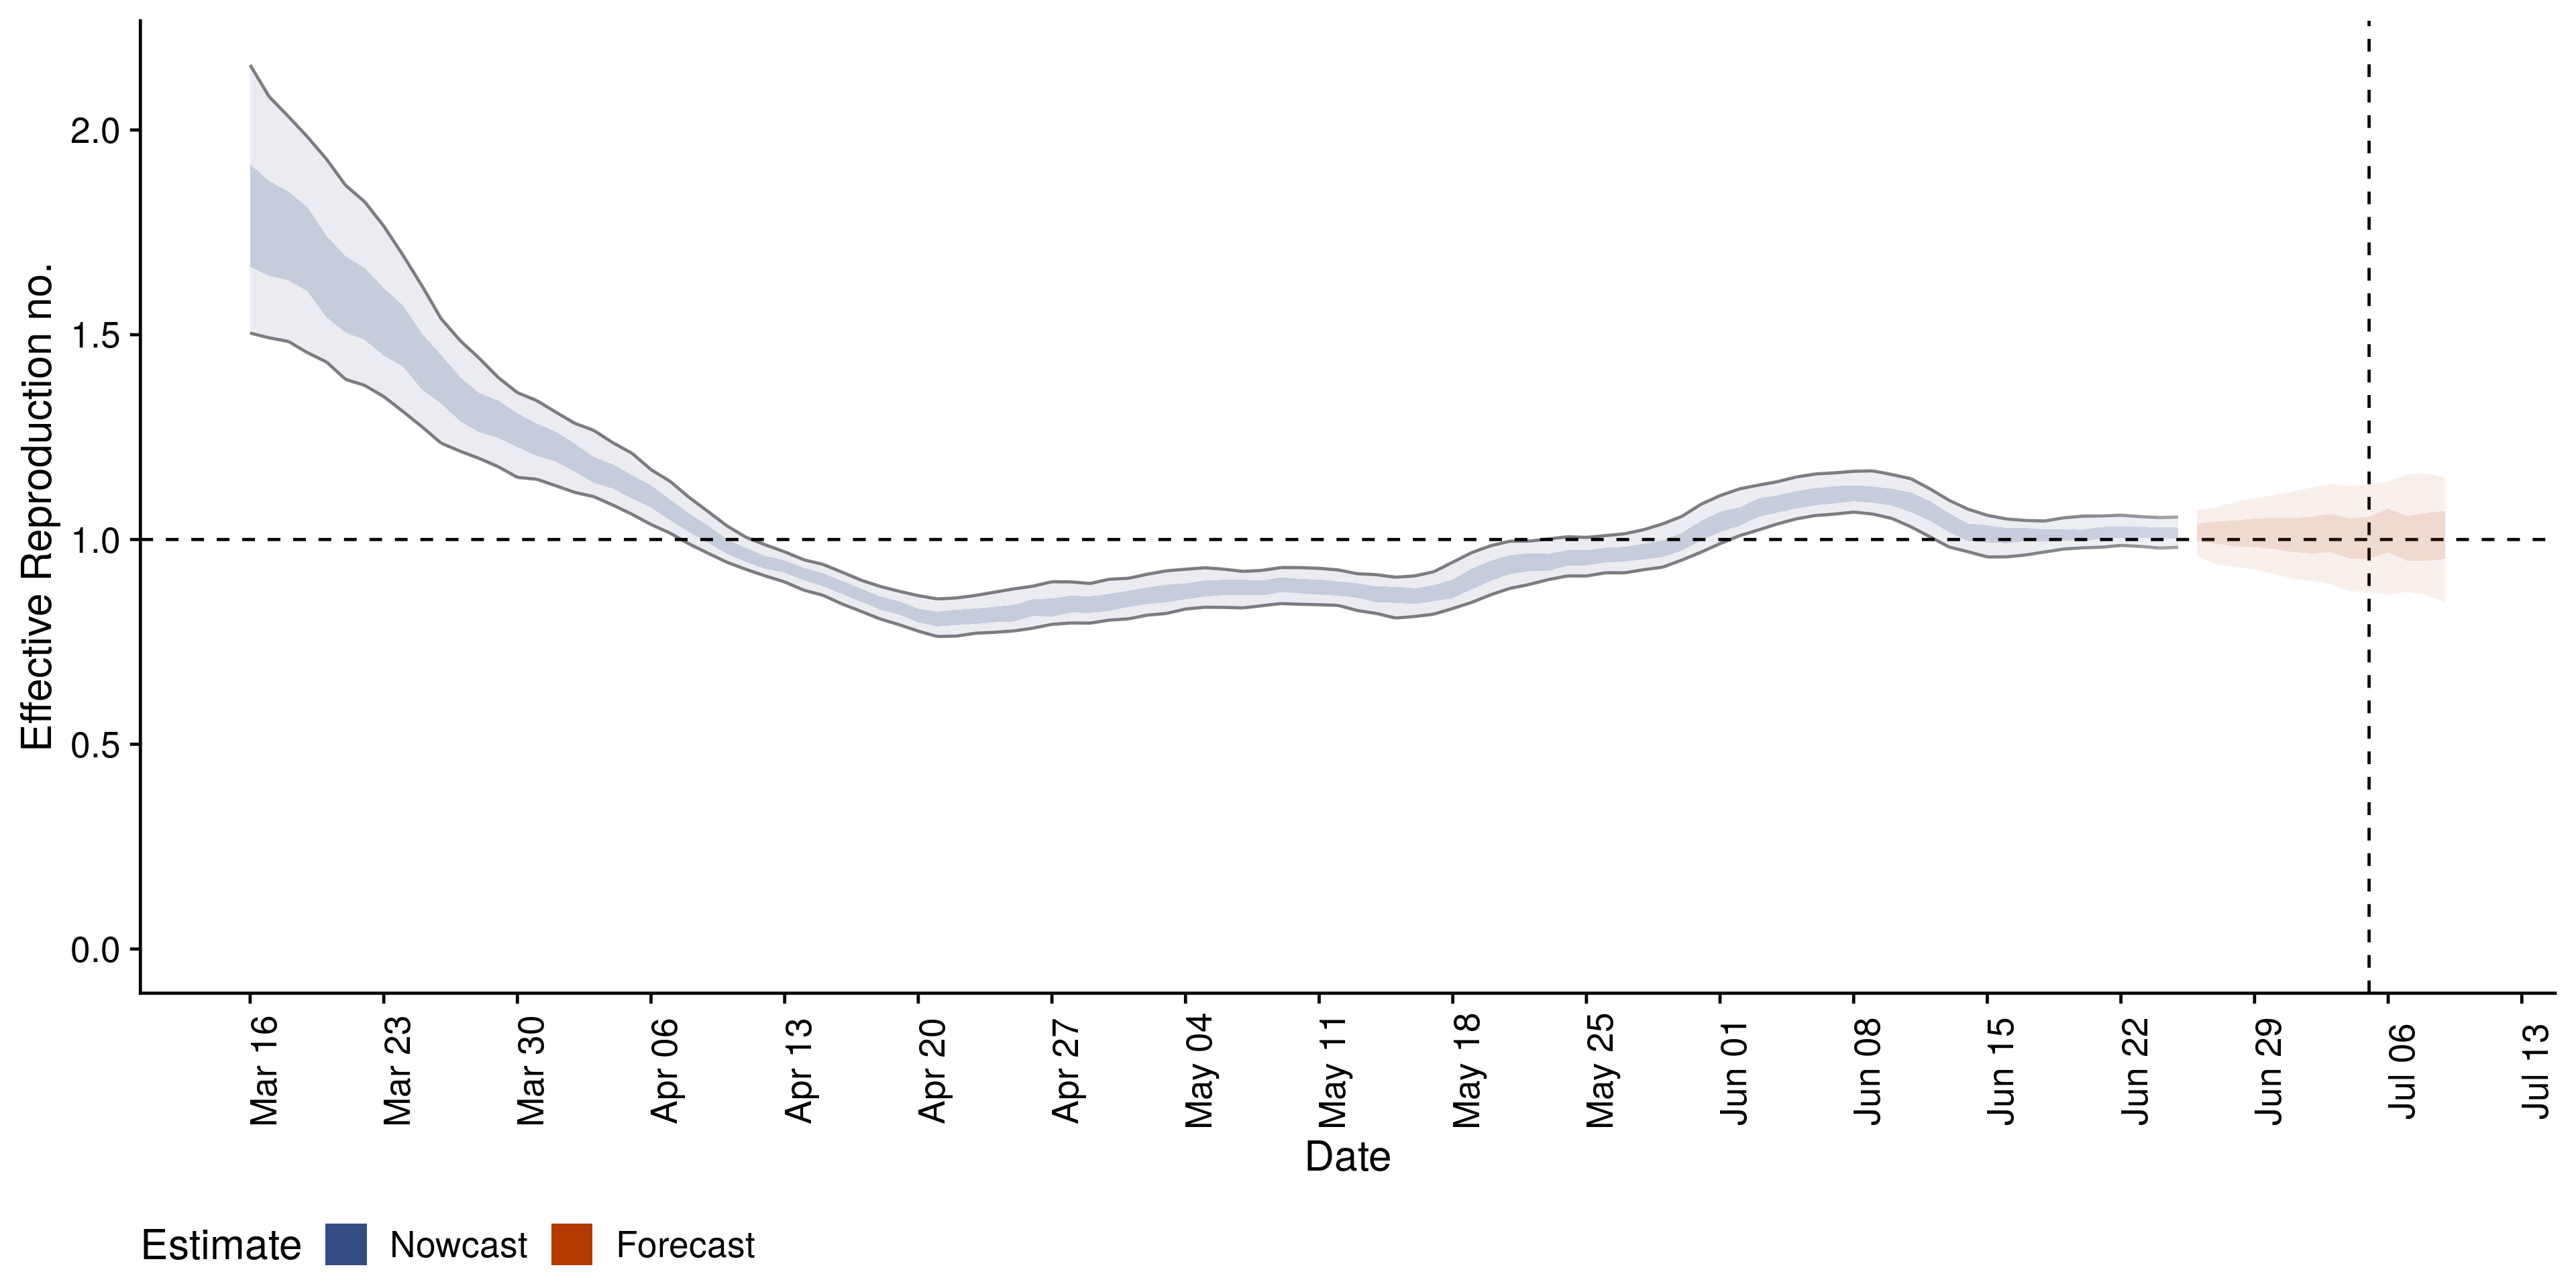 Effective Reproduction no.
2.0
1.5
1.0
0.5
0.0
Mar 16
Mar 23
Mar 30
Apr 06
Apr 13
Apr 20
Apr 27
May 04
May 11
May 18
May 25
Jun 01
Jun 08
Jun 15
Jun 22
Jun 29
Jul 06
Jul 13
Date
Estimate Nowcast Forecast